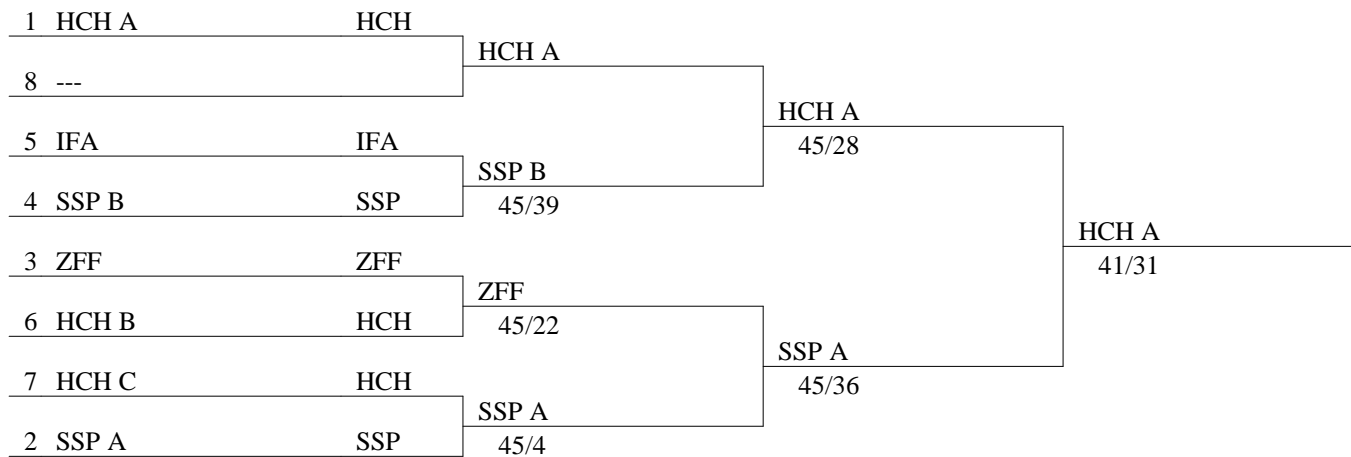 1 HCH A HCH
HCH A
8 ---
HCH A
45/28
5 IFA IFA
SSP B
4 SSP B SSP
45/39
HCH A
41/31
3 ZFF ZFF
ZFF
6 HCH B HCH
45/22
SSP A
45/36
7 HCH C HCH
SSP A
2 SSP A SSP
45/4